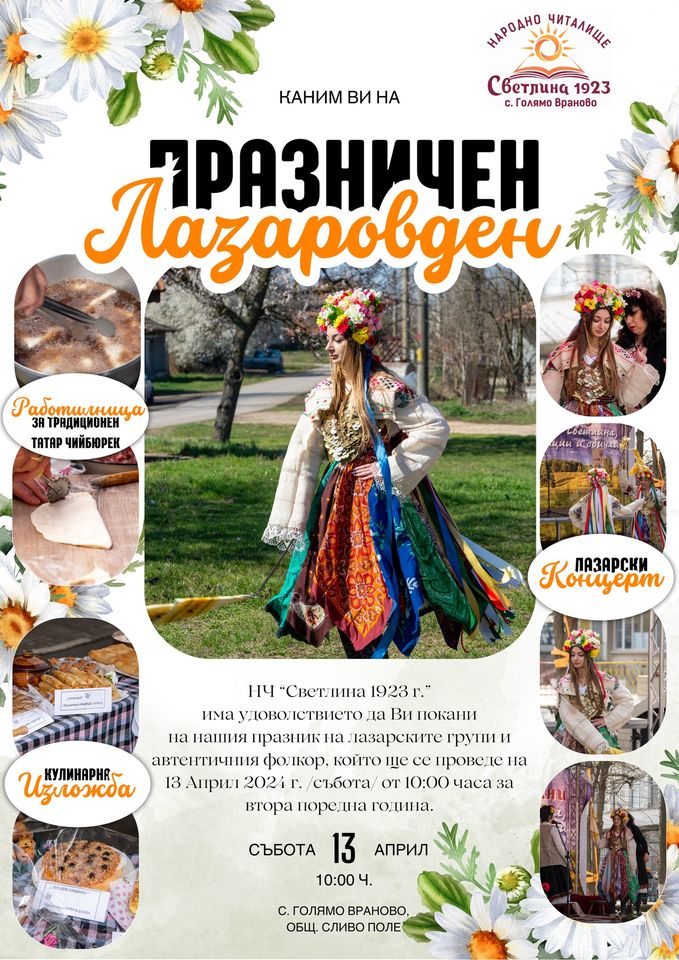 НАРОДНО ЧИТАЛИЩЕ
Светлина 1923
с. Голямо Враново
КАНИМ ВИ НА
ПРАЗНИЧЕН
Лазаровден
Работилница
ЗА ТРАДИЦИОНЕН
ТАТАР ЧИЙБЮРЕК
Светлина
ции и обича
ЛАЗАРСКИ
Концерт
КУЛИНАРНА
Изложба
НЧ “Светлина 1923 г.”
има удоволствието да Ви покани
на нашия празник на лазарските групи и
автентичния фолкор, който ще се проведе на
13 Април 2024 г. /събота/ от 10:00 часа за
втора поредна година.
СЪБОТА 13 АПРИЛ
10:00 Ч.
С. ГОЛЯМО ВРАНОВО,
ОБЩ. СЛИВО ПОЛЕ